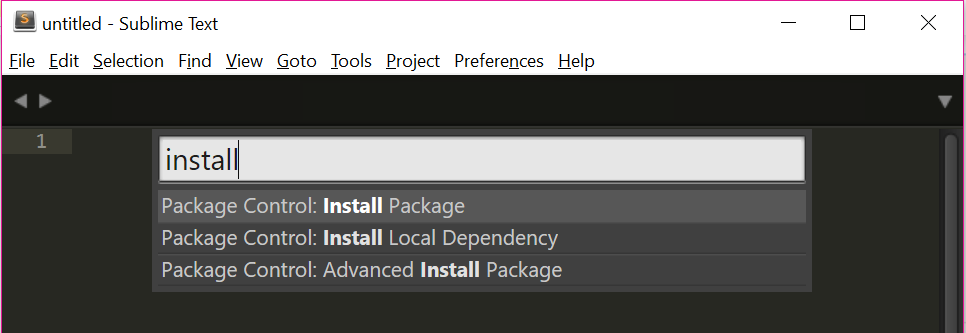 untitled - Sublime Text
File Edit Selection Find View Goto Tools Project Preferences Help
1
install
Package Control: Install Package
Package Control: Install Local Dependency
Package Control: Advanced Install Package